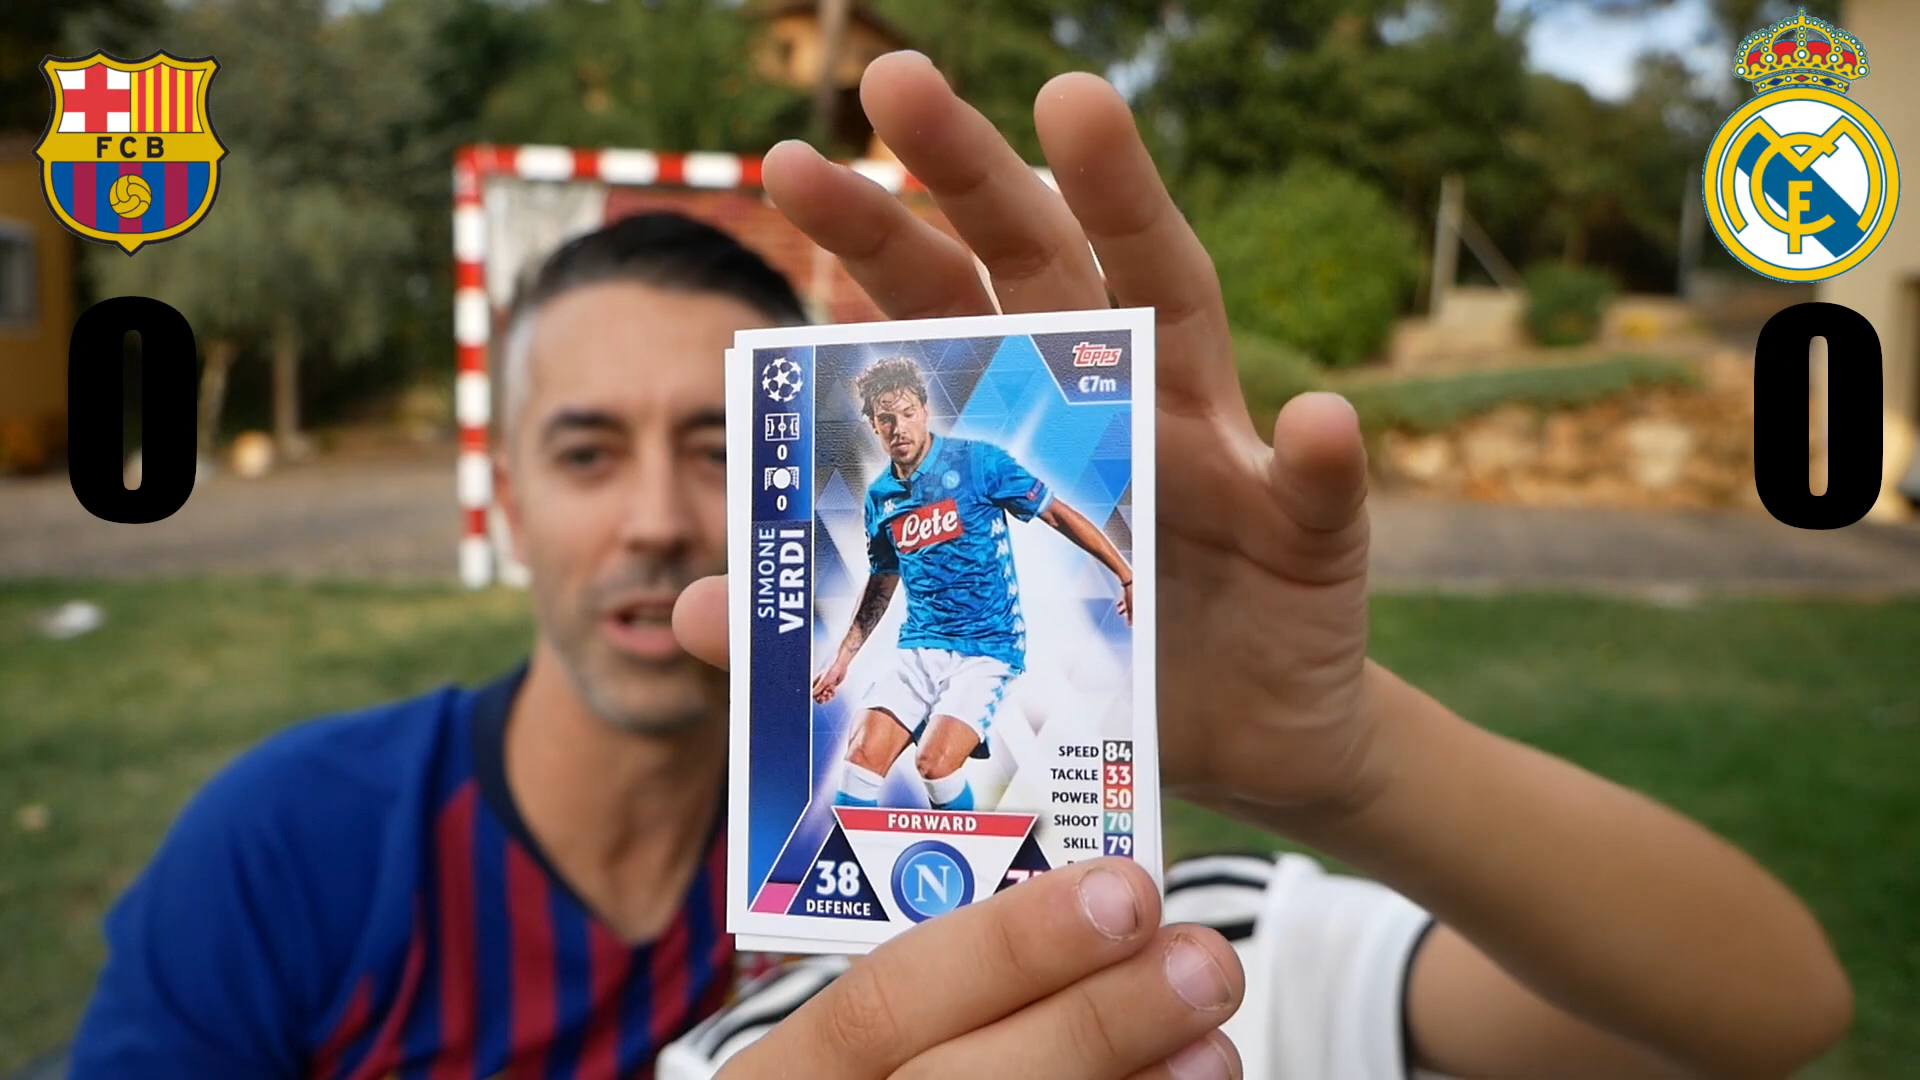 FCB
0
0
topps
€7m
0
0
SIMONE
VERDI
Lete
N
SPEED 84
TACKLE 33
POWER 50
SHOOT 70
SKILL 79
FORWARD
38
DEFENCE
N